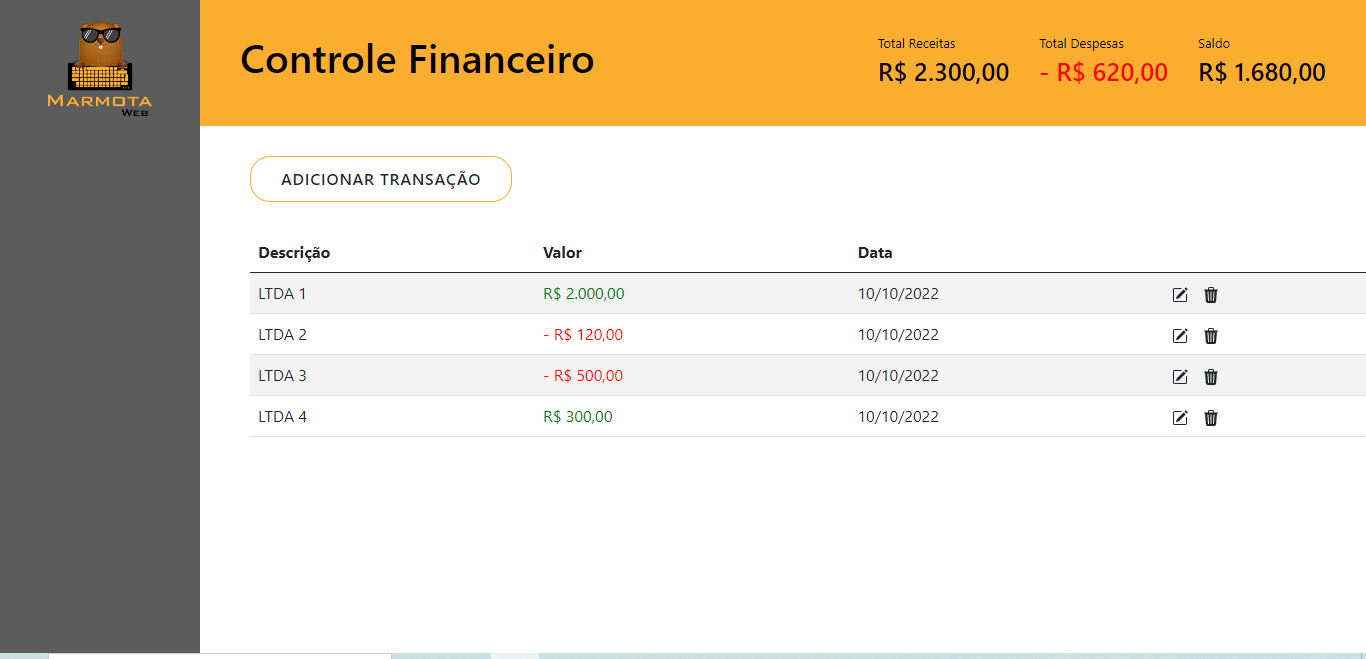 MARMOTA
WEB
Controle Financeiro
Total Receitas
R$ 2.300,00
Total Despesas
- R$ 620,00
Saldo
R$ 1.680,00
ADICIONAR TRANSAÇÃO
Descrição Valor Data
LTDA 1 R$ 2.000,00 10/10/2022
LTDA 2 - R$ 120,00 10/10/2022
LTDA 3 - R$ 500,00 10/10/2022
LTDA 4 R$ 300,00 10/10/2022